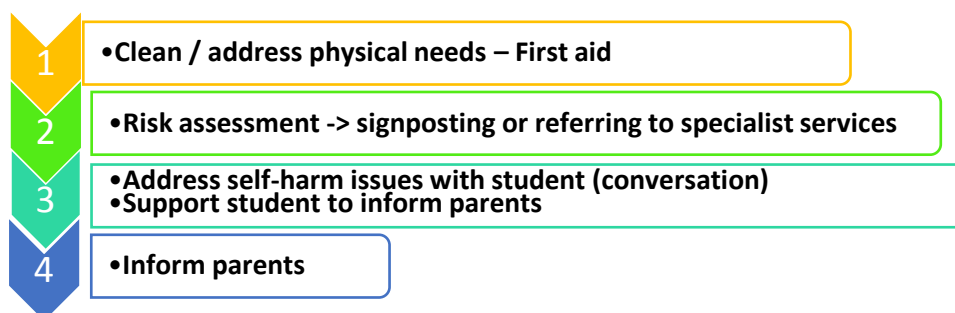 1
•Clean / address physical needs – First aid
2
•Risk assessment -> signposting or referring to specialist services
3
•Address self-harm issues with student (conversation)
•Support student to inform parents
4
•Inform parents